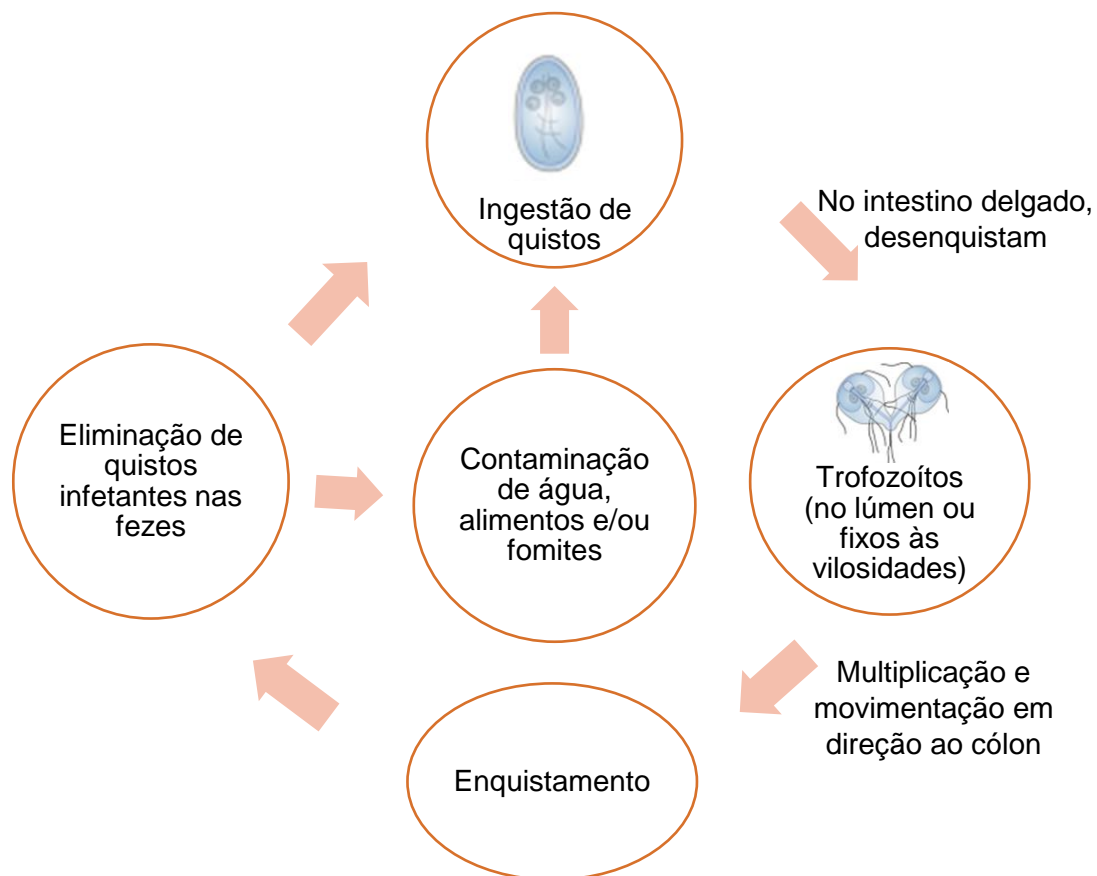 Ingestão de
quistos
No intestino delgado,
desenquistam
Trofozoítos
(no lúmen ou
fixos às
vilosidades)
Multiplicação e
movimentação em
direção ao cólon
Enquistamento
Eliminação de
quistos
infetantes nas
fezes
Contaminação
de água,
alimentos e/ou
fomites